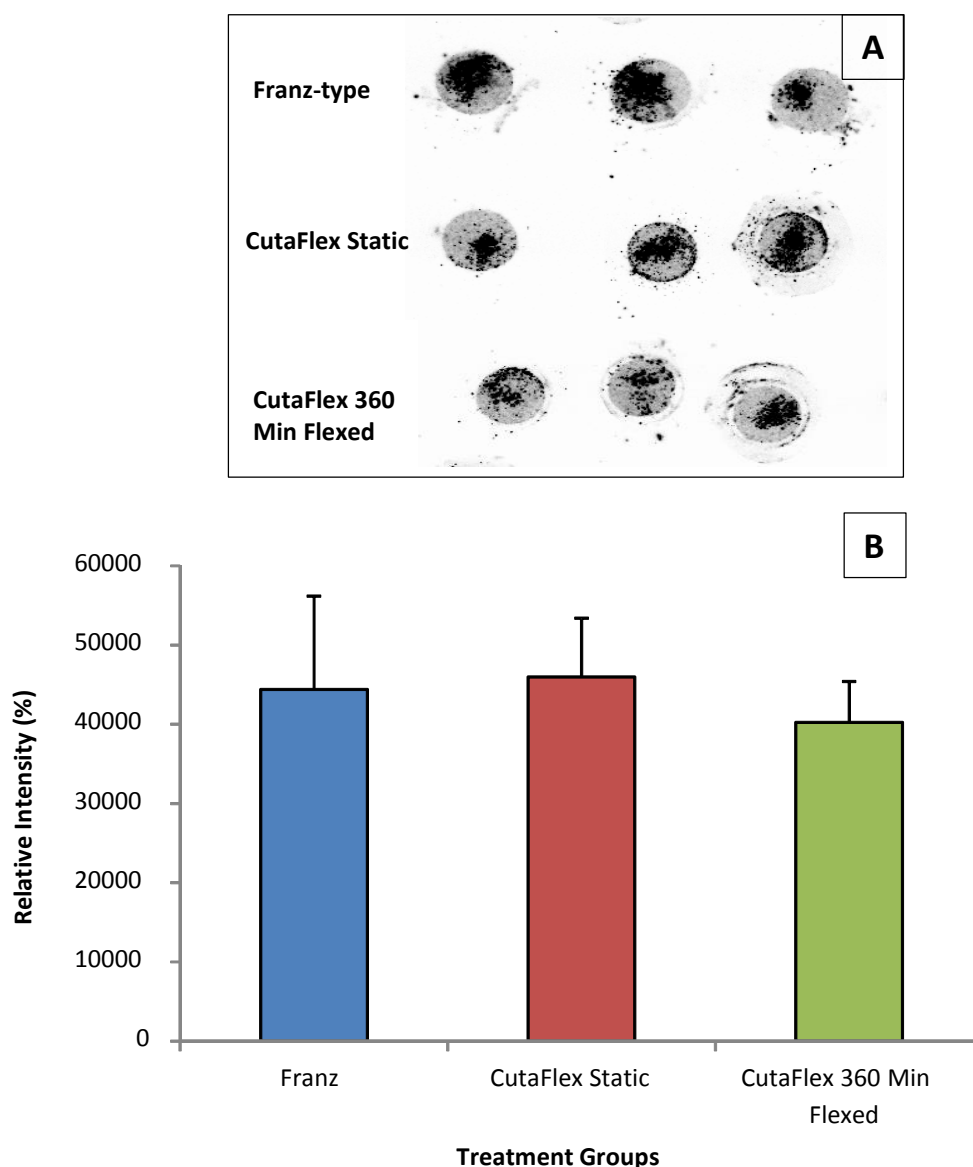 A
Franz-type
CutaFlex Static
CutaFlex 360
Min Flexed
B
60000
50000
40000
30000
20000
10000
0
Relative Intensity (%)
Franz
CutaFlex Static
CutaFlex 360 Min
Flexed
Treatment Groups